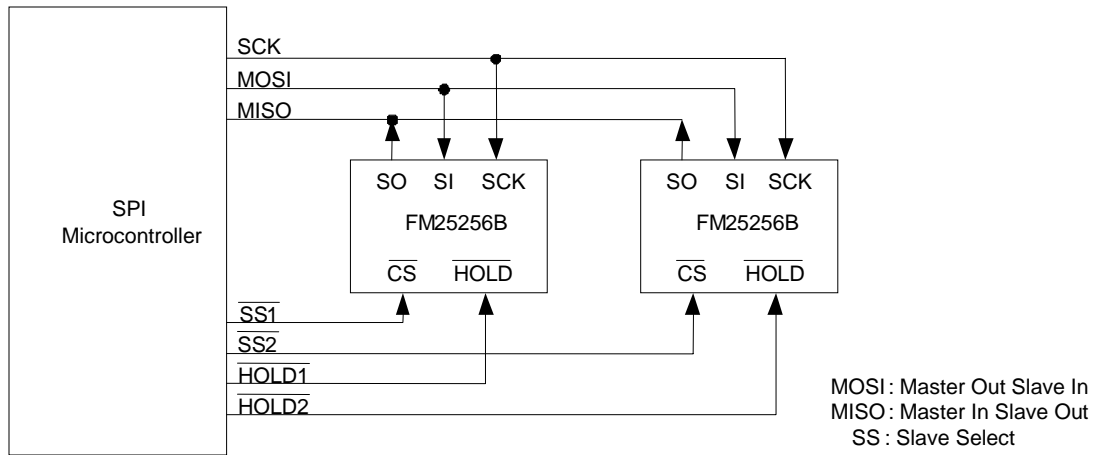 SCK
MOSI
MISO
SO SI SCK
FM25256B
CS HOLD
SO SI SCK
FM25256B
CS HOLD
SPI
Microcontroller
SS1
SS2
HOLD1
HOLD2
MOSI : Master Out Slave In
MISO : Master In Slave Out
SS : Slave Select